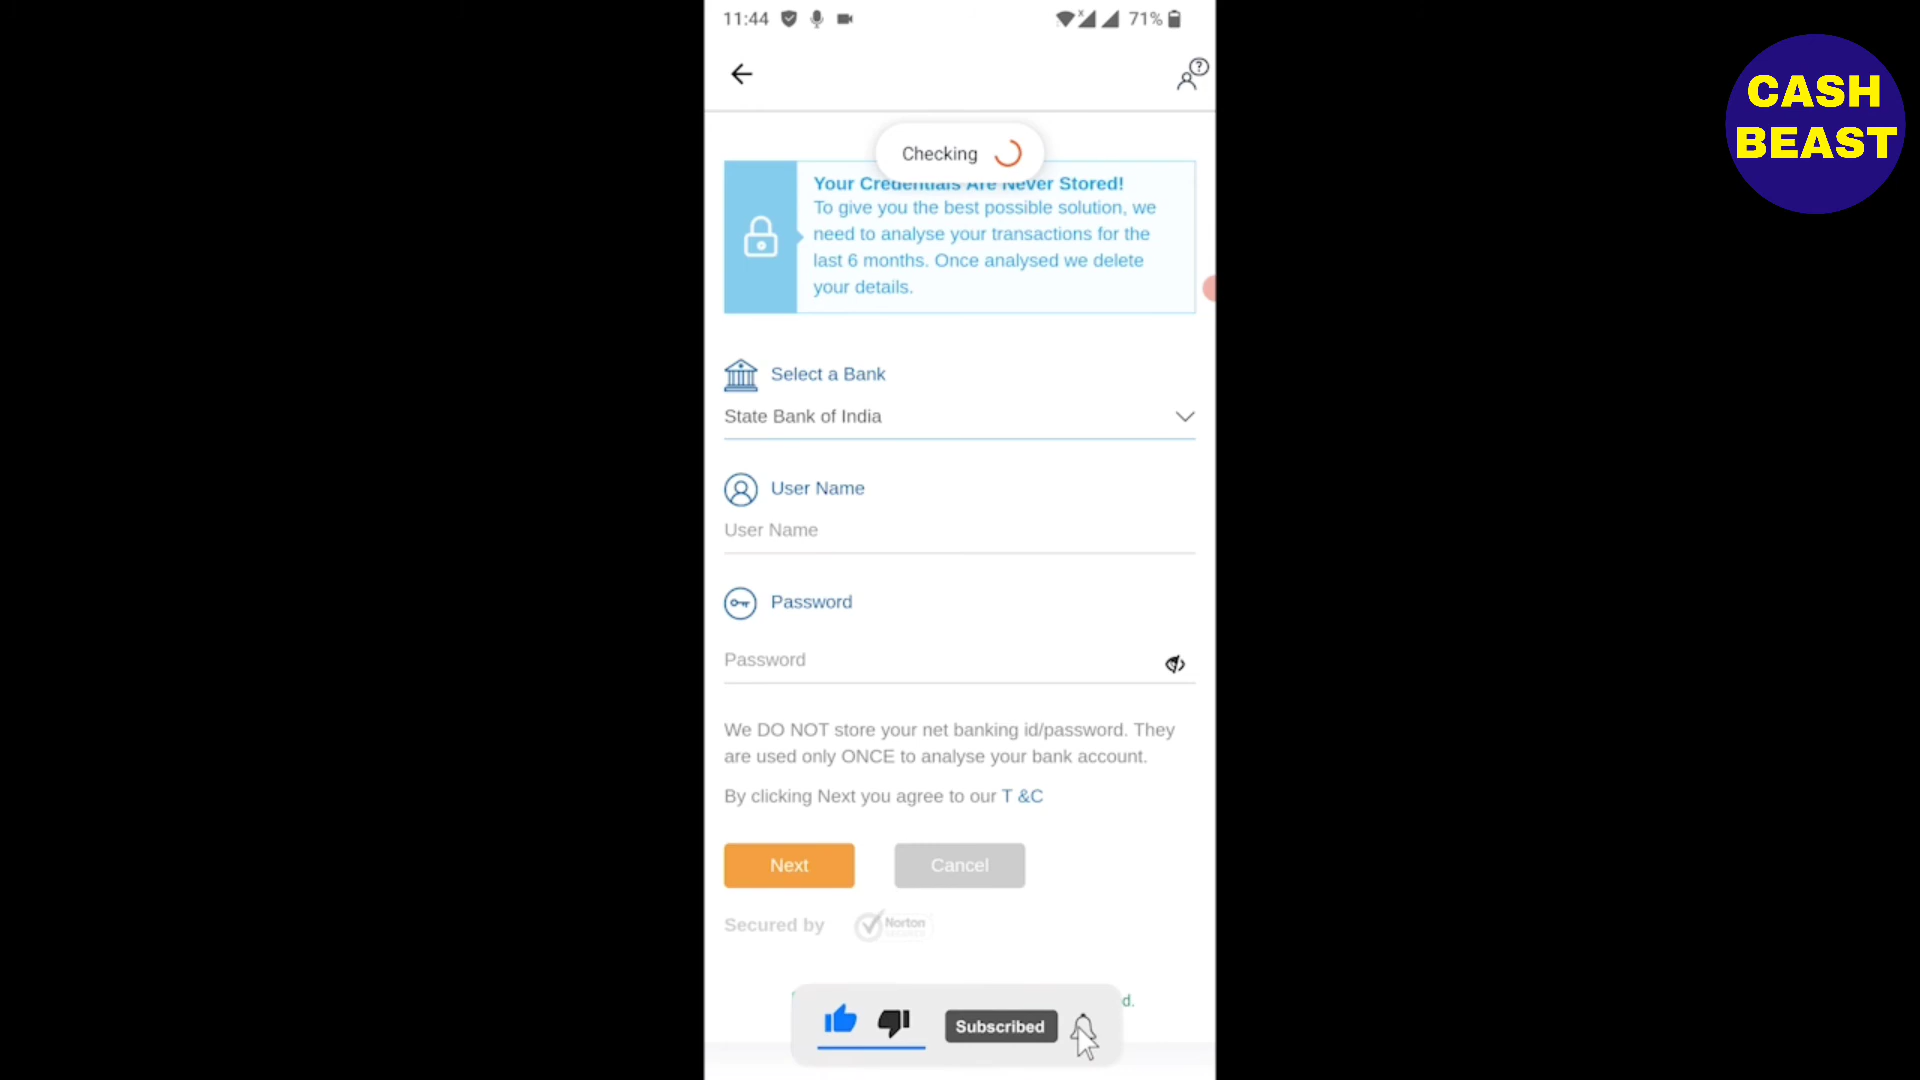 11:44
71%
CASH
BEAST
Checking
Your Credentials Are Never Stored!
To give you the best possible solution, we
need to analyse your transactions for the
last 6 months. Once analysed we delete
your details.
Select a Bank
State Bank of India
User Name
User Name
Password
Password
We DO NOT store your net banking id/password. They
are used only ONCE to analyse your bank account.
By clicking Next you agree to our T &C
Next
Cancel
Secured by
Norton
d.
Subscribed